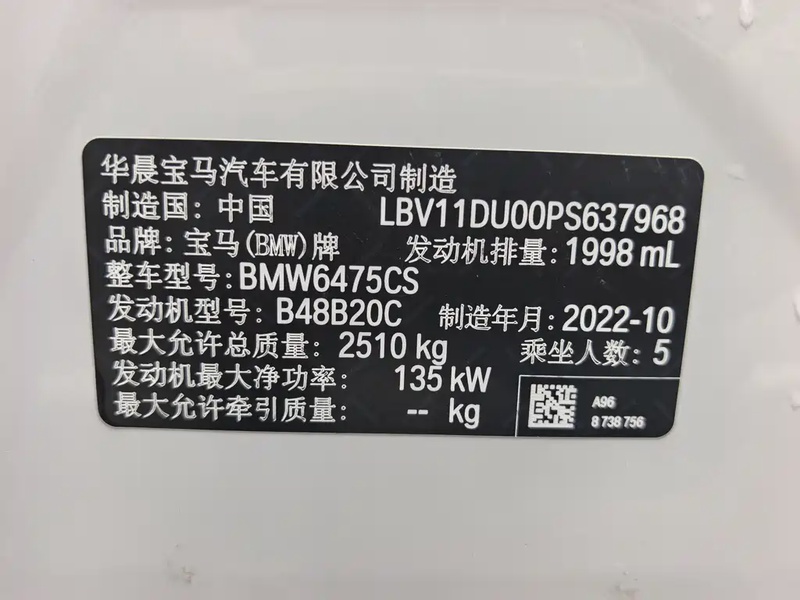 华晨宝马汽车有限公司制造
制造国：中国 LBV11DU00PS637968
品牌：宝马(BMW)牌 发动机排量：1998 mL
整车型号：BMW6475CS
发动机型号：B48B20C 制造年月：2022-10
最大允许总质量：2510 kg 乘坐人数：5
发动机最大净功率：135 kW
最大允许牵引质量：-- kg
A96
8 738 756